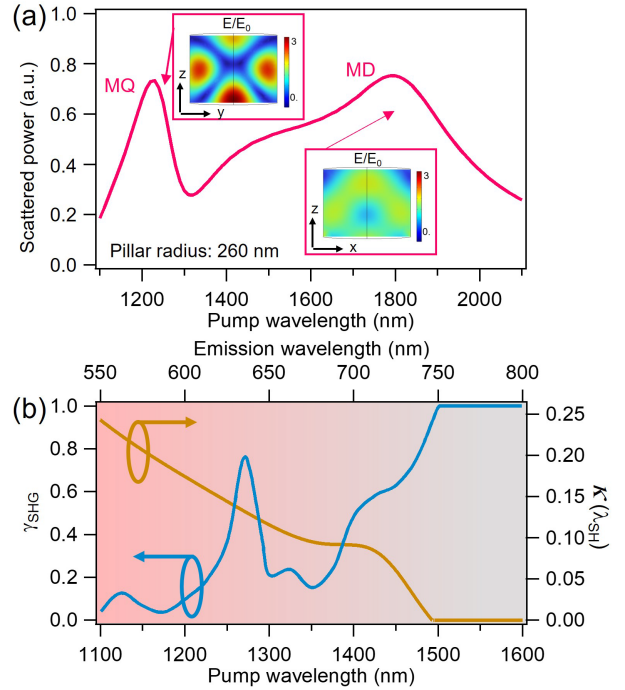 (a)
1.0
0.8
0.6
0.4
0.2
0.0
Scattered power (a.u.)
MQ
E/E₀
3
0.
z
y
MD
E/E₀
3
0.
z
x
Pillar radius: 260 nm
1200 1400 1600 1800 2000
Pump wavelength (nm)
Emission wavelength (nm)
550 600 650 700 750 800
(b)
1.0
0.8
0.6
0.4
0.2
0.0
γSHG
0.25
0.20
0.15
0.10
0.05
0.00
κ (λSH)
1100 1200 1300 1400 1500 1600
Pump wavelength (nm)